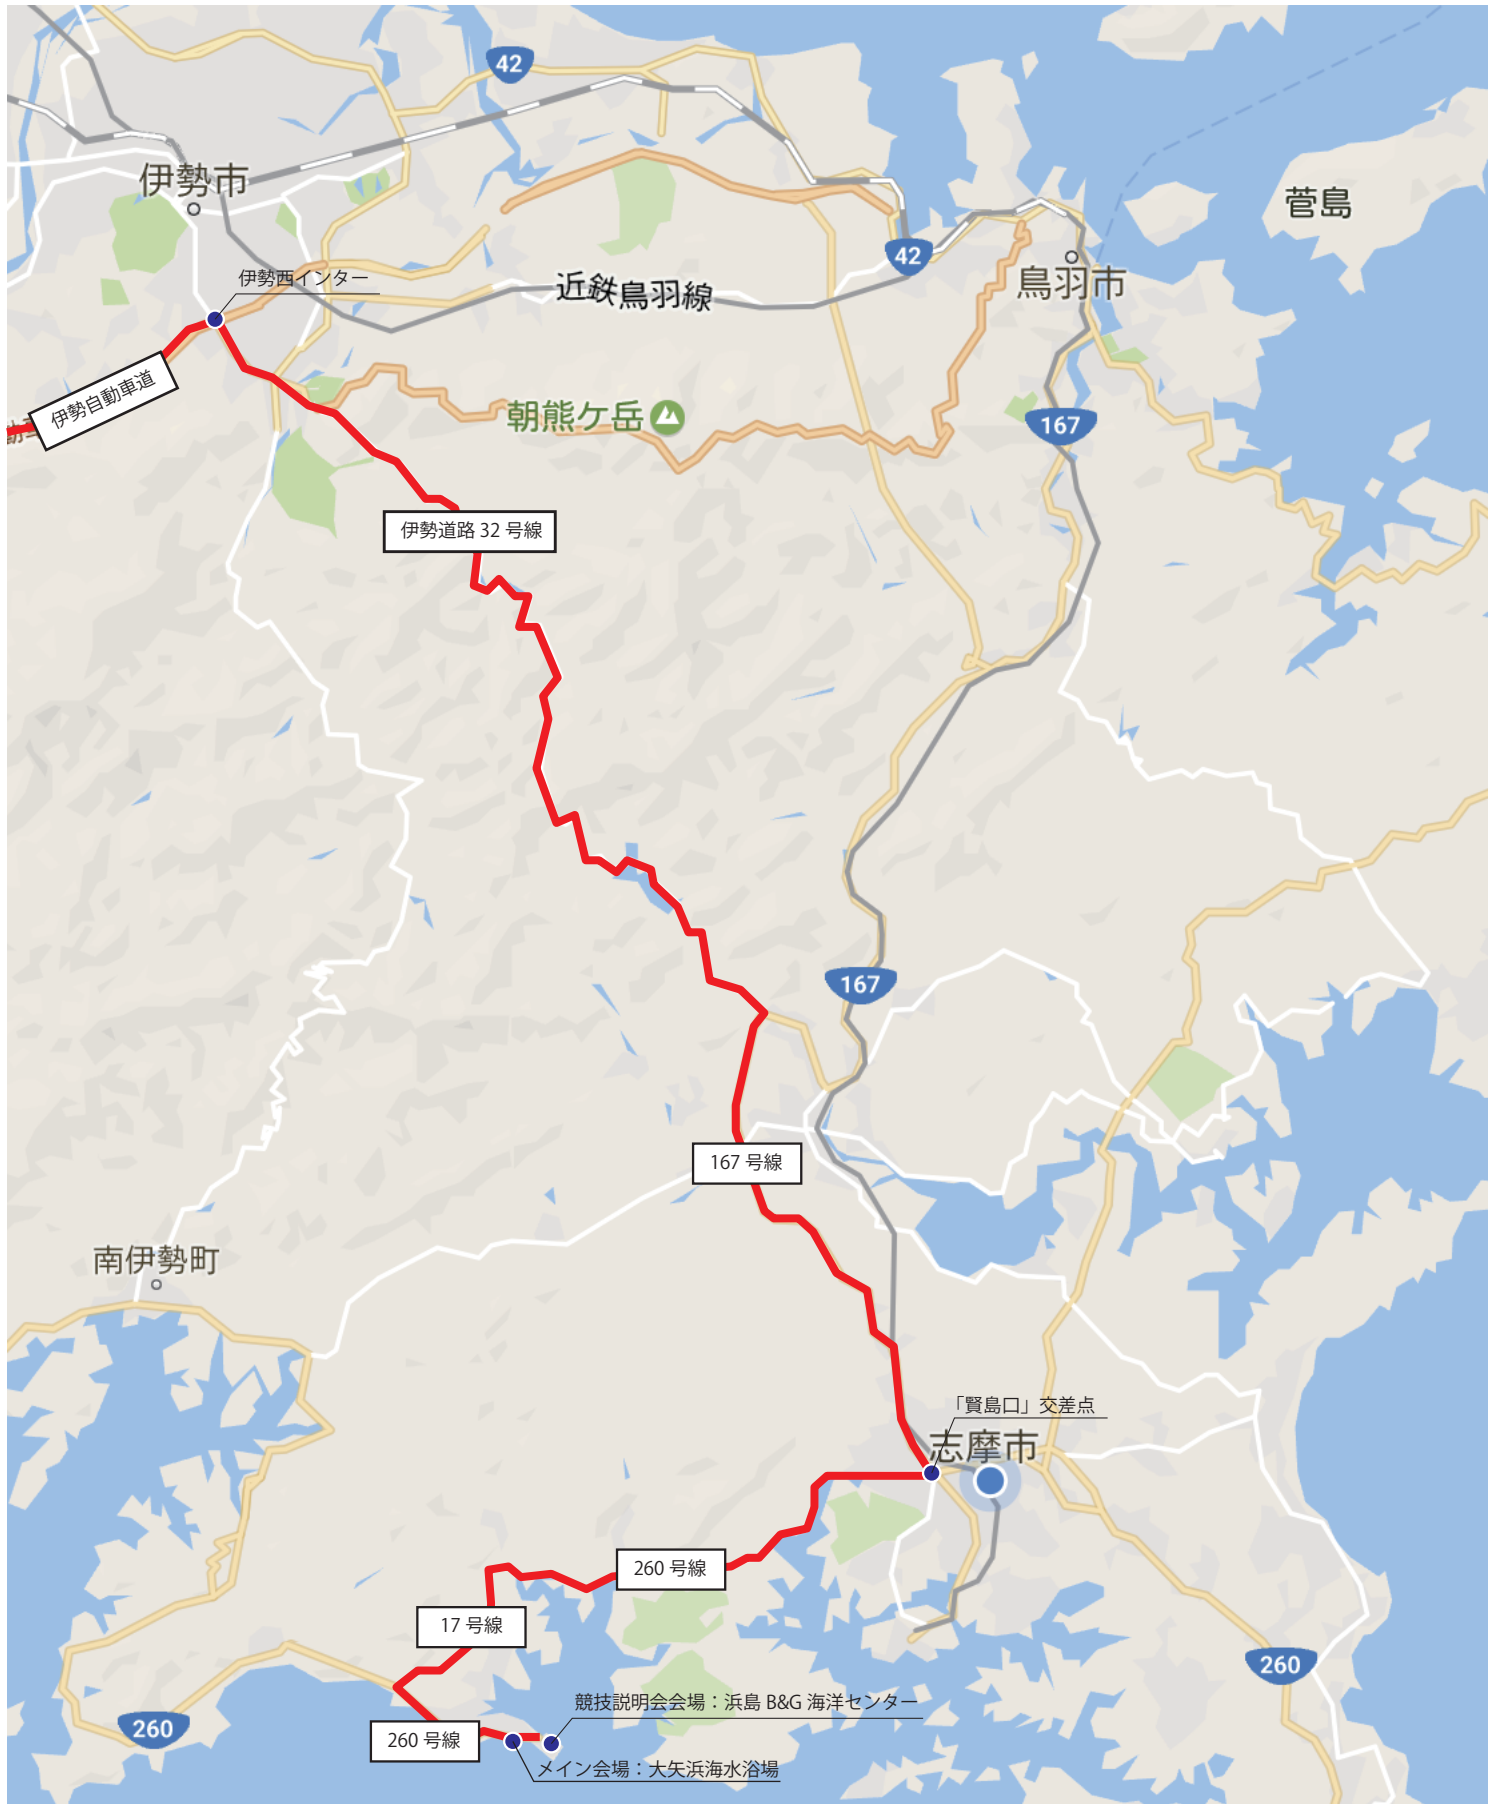 42
伊勢市
菅島
42
鳥羽市
伊勢西インター
近鉄鳥羽線
伊勢自動車道
朝熊ケ岳
167
伊勢道路 32 号線
167
167 号線
南伊勢町
「賢島口」交差点
志摩市
260 号線
17 号線
260
競技説明会会場：浜島 B&G 海洋センター
260
260 号線
メイン会場：大矢浜海水浴場